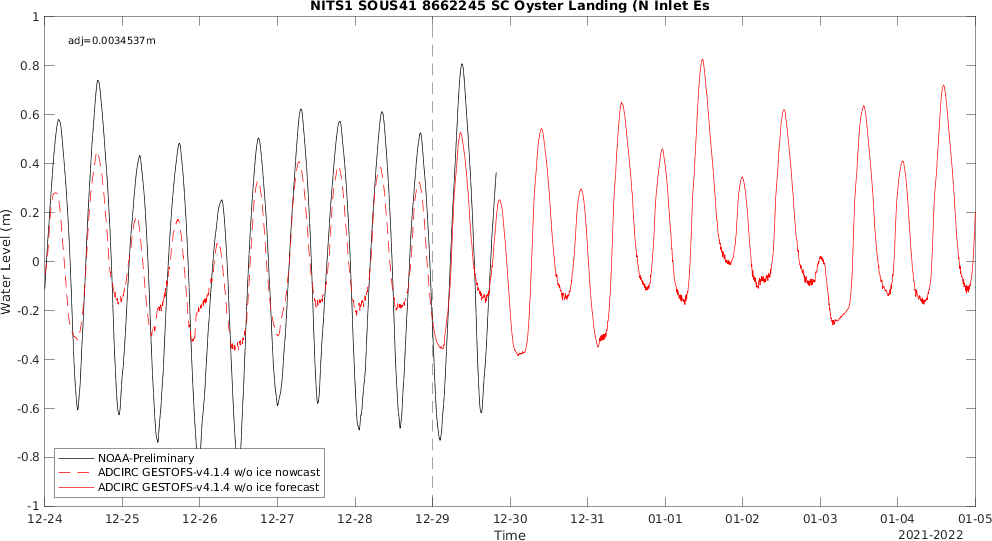 NITS1 SOUS41 8662245 SC Oyster Landing (N Inlet Es
adj=0.0034537m
Water Level (m)
1
0.8
0.6
0.4
0.2
0
-0.2
-0.4
-0.6
-0.8
-1
NOAA-Preliminary
ADCIRC GESTOFS-v4.1.4 w/o ice nowcast
ADCIRC GESTOFS-v4.1.4 w/o ice forecast
12-24 12-25 12-26 12-27 12-28 12-29 12-30 12-31 01-01 01-02 01-03 01-04 01-05
Time
2021-2022